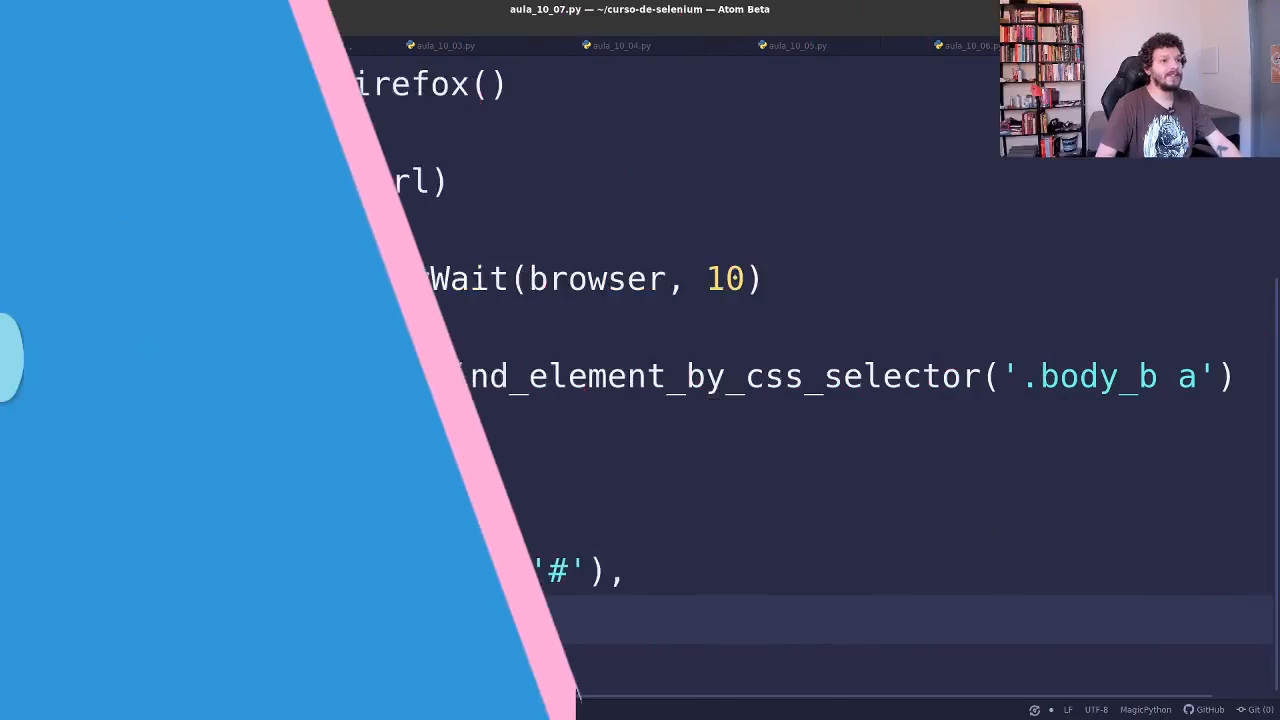 aula_10_07.py — ~/curso-de-selenium — Atom Beta
aula_10_03.py
aula_10_04.py
aula_10_05.py
aula_10_06.p
irefox()
rl)
Wait(browser, 10)
nd_element_by_css_selector('.body_b a')
'#'),
LF
UTF-8
MagicPython
GitHub
Git (0)